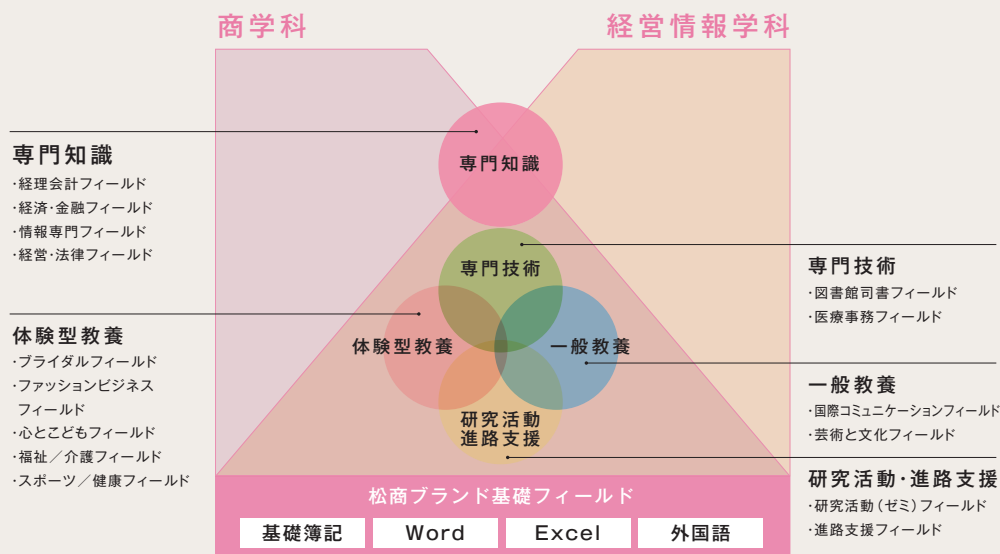 商学科
経営情報学科
専門知識
・経理会計フィールド
・経済・金融フィールド
・情報専門フィールド
・経営・法律フィールド
体験型教養
・ブライダルフィールド
・ファッションビジネス
フィールド
・心とこどもフィールド
・福祉／介護フィールド
・スポーツ／健康フィールド
専門知識
専門技術
体験型教養
一般教養
研究活動
進路支援
専門技術
・図書館司書フィールド
・医療事務フィールド
一般教養
・国際コミュニケーションフィールド
・芸術と文化フィールド
研究活動・進路支援
・研究活動（ゼミ）フィールド
・進路支援フィールド
松商ブランド基礎フィールド
基礎簿記
Word
Excel
外国語